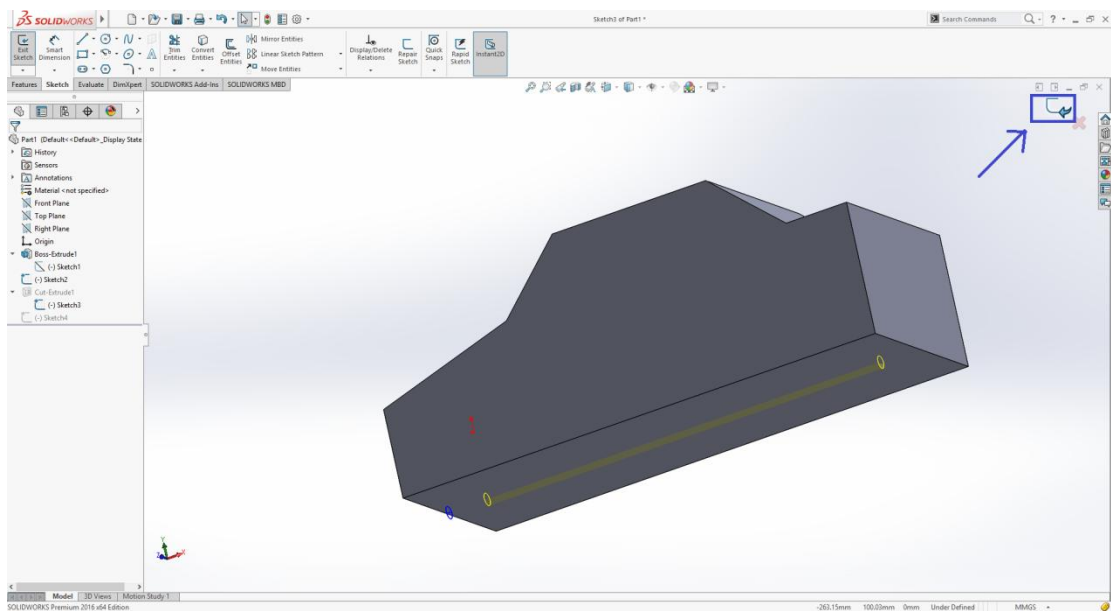 SOLIDWORKS
Sketch3 of Part1 *
Search Commands
Exit Sketch
Smart Dimension
Trim Entities
Convert Entities
Offset Entities
Mirror Entities
Linear Sketch Pattern
Move Entities
Display/Delete Relations
Repair Sketch
Quick Snaps
Rapid Sketch
Instant2D
Features Sketch Evaluate DimXpert SOLIDWORKS Add-Ins SOLIDWORKS MBD
Part1 (Default<<Default>_Display State
History
Sensors
Annotations
Material <not specified>
Front Plane
Top Plane
Right Plane
Origin
Boss-Extrude1
(-) Sketch1
(-) Sketch2
Cut-Extrude1
(-) Sketch3
(-) Sketch4
Y
Z X
Model 3D Views Motion Study 1
SOLIDWORKS Premium 2016 x64 Edition
-263.15mm 100.03mm 0mm Under Defined MMGS